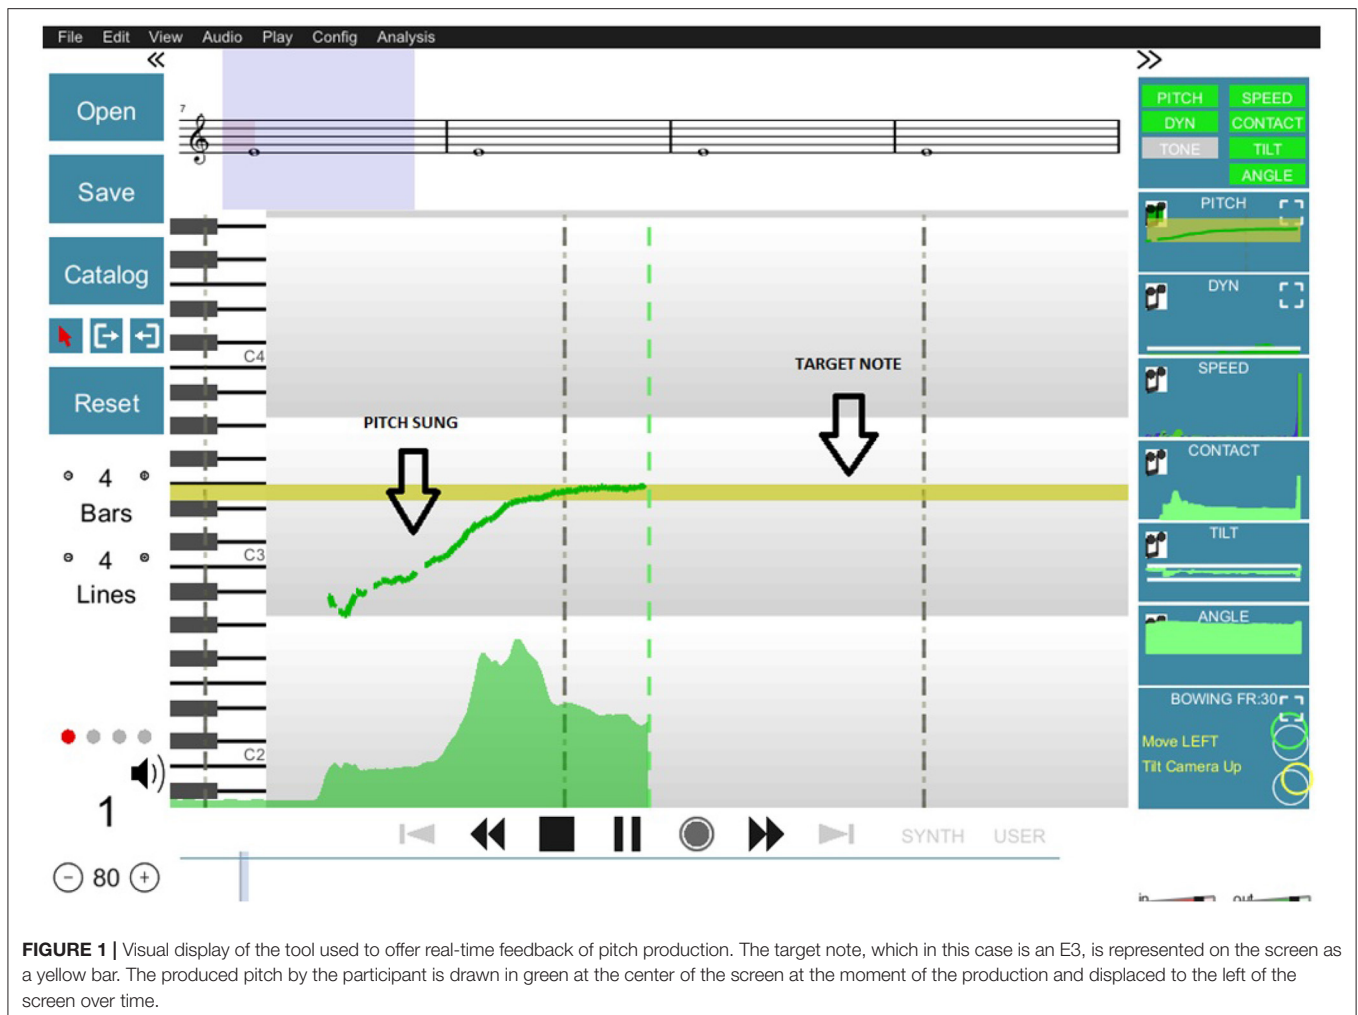 File Edit View Audio Play Config Analysis
Open
Save
Catalog
Reset
4
Bars
4
Lines
1
80
7
C4
C3
C2
PITCH SUNG
TARGET NOTE
SYNTH USER
PITCH SPEED
DYN CONTACT
TONE TILT
ANGLE
PITCH
DYN
SPEED
CONTACT
TILT
ANGLE
BOWING FR:30
Move LEFT
Tilt Camera Up
in out
FIGURE 1 | Visual display of the tool used to offer real-time feedback of pitch production. The target note, which in this case is an E3, is represented on the screen as
a yellow bar. The produced pitch by the participant is drawn in green at the center of the screen at the moment of the production and displaced to the left of the
screen over time.